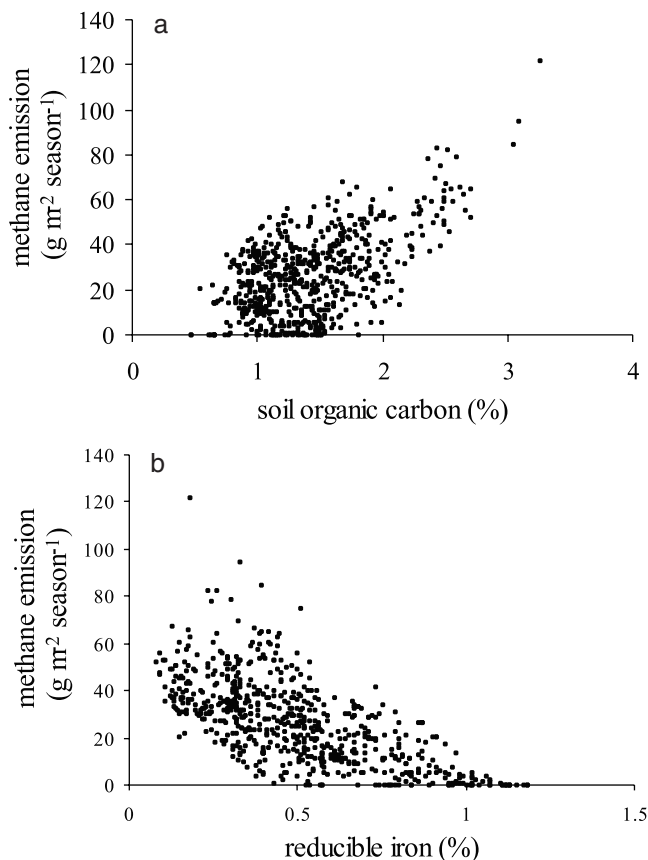 a
140
120
100
80
60
40
20
0
methane emission
(g m-2 season-1)
0 1 2 3 4
soil organic carbon (%)
b
140
120
100
80
60
40
20
0
methane emission
(g m-2 season-1)
0 0.5 1 1.5
reducible iron (%)